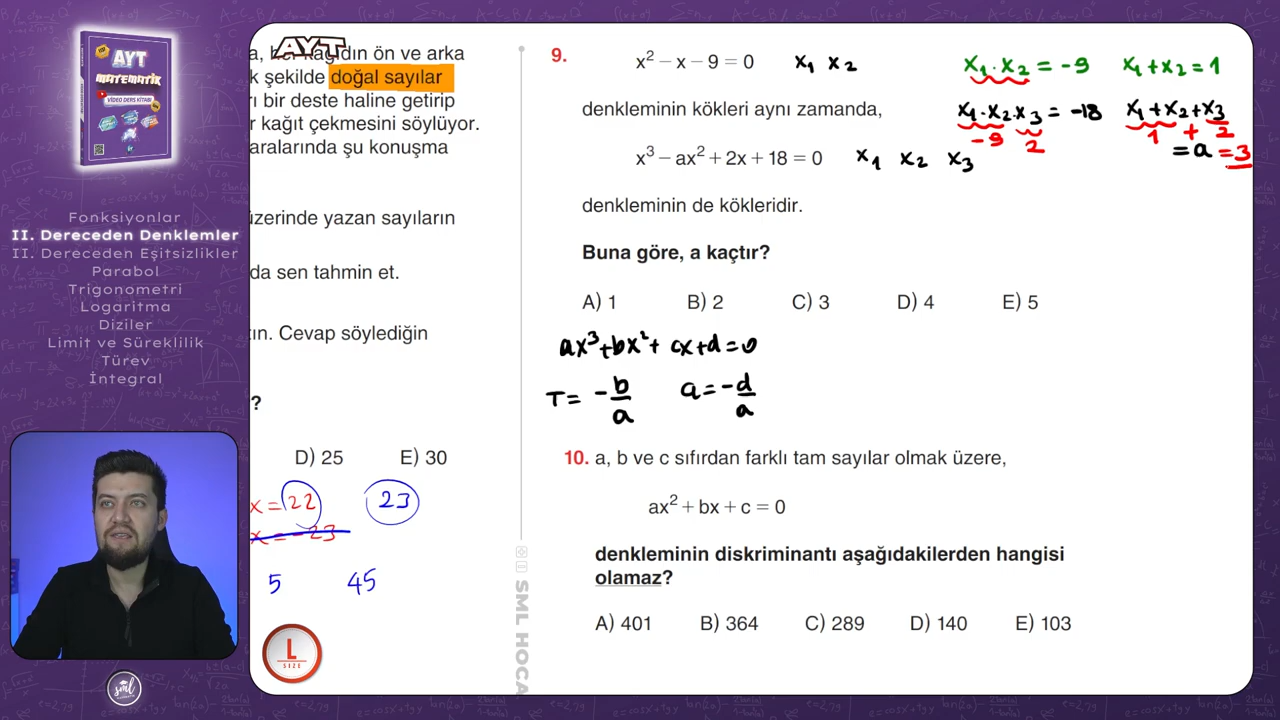 AYT
MATEMATİK
VİDEO DERS KİTABI
Fonksiyonlar
II. Dereceden Denklemler
II. Dereceden Eşitsizlikler
Parabol
Trigonometri
Logaritma
Diziler
Limit ve Süreklilik
Türev
İntegral
sml
AYT
a, her kağıdın ön ve arka
k şekilde doğal sayılar
rı bir deste haline getirip
r kağıt çekmesini söylüyor.
aralarında şu konuşma
üzerinde yazan sayıların
da sen tahmin et.
ın. Cevap söylediğin
?
D) 25 E) 30
x = 22 23
x = -23
5 45
L
SIZE
SML HOCA
9. x² − x − 9 = 0 x₁ x₂
x₁ · x₂ = -9 x₁ + x₂ = 1
denkleminin kökleri aynı zamanda,
x₁ · x₂ · x₃ = -18 x₁ + x₂ + x₃
-9 2 1 + 2
= a = 3
x³ − ax² + 2x + 18 = 0 x₁ x₂ x₃
denkleminin de kökleridir.
Buna göre, a kaçtır?
A) 1 B) 2 C) 3 D) 4 E) 5
ax³ + bx² + cx + d = 0
T = -b/a a = -d/a
10. a, b ve c sıfırdan farklı tam sayılar olmak üzere,
ax² + bx + c = 0
denkleminin diskriminantı aşağıdakilerden hangisi
olamaz?
A) 401 B) 364 C) 289 D) 140 E) 103